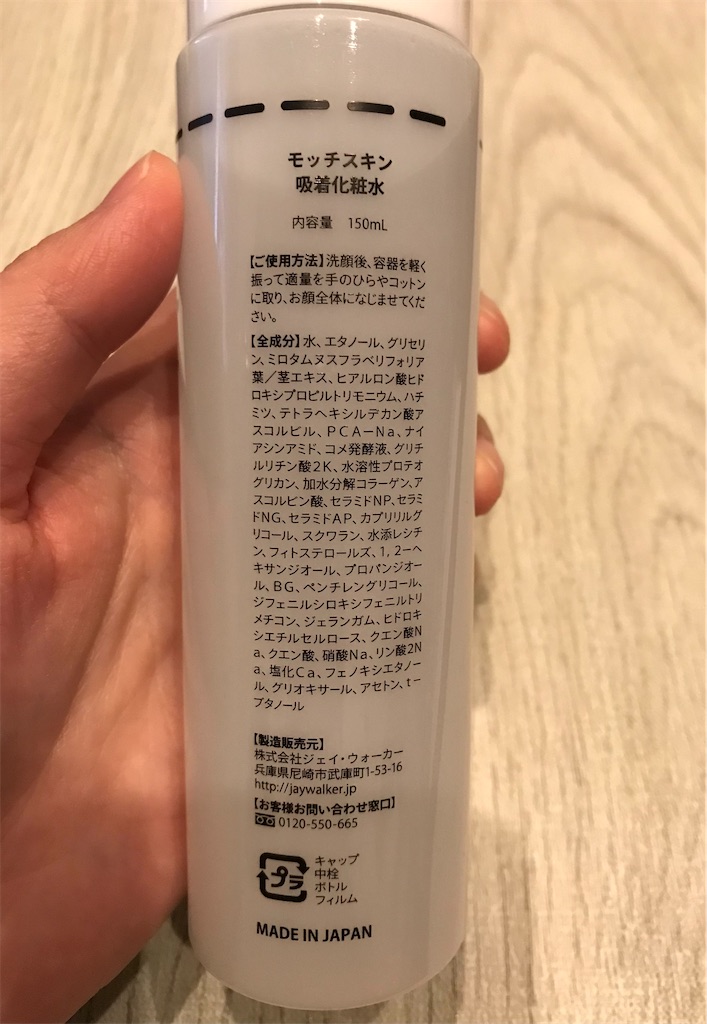 モッチスキン
吸着化粧水
内容量 150mL
【ご使用方法】洗顔後、容器を軽く
振って適量を手のひらやコットン
に取り、お顔全体になじませてくだ
さい。
【全成分】水、エタノール、グリセリ
ン、ミロタムヌスフラベリフォリア
葉／茎エキス、ヒアルロン酸ヒド
ロキシプロピルトリモニウム、ハチ
ミツ、テトラヘキシルデカン酸ア
スコルビル、PCA－Na、ナイ
アシンアミド、コメ発酵液、グリチ
ルリチン酸2K、水溶性プロテオ
グリカン、加水分解コラーゲン、ア
スコルビン酸、セラミドNP、セラミ
ドNG、セラミドAP、カプリリルグ
リコール、スクワラン、水添レシチ
ン、フィトステロールズ、1，2－ヘ
キサンジオール、プロパンジオー
ル、BG、ペンチレングリコール、
ジフェニルシロキシフェニルトリ
メチコン、ジェランガム、ヒドロキ
シエチルセルロース、クエン酸N
a、クエン酸、硝酸Na、リン酸2N
a、塩化Ca、フェノキシエタノー
ル、グリオキサール、アセトン、t－
ブタノール
【製造販売元】
株式会社ジェイ・ウォーカー
兵庫県尼崎市武庫町1-53-16
http://jaywalker.jp
【お客様お問い合わせ窓口】
0120-550-665
プラ
キャップ
中栓
ボトル
フィルム
MADE IN JAPAN